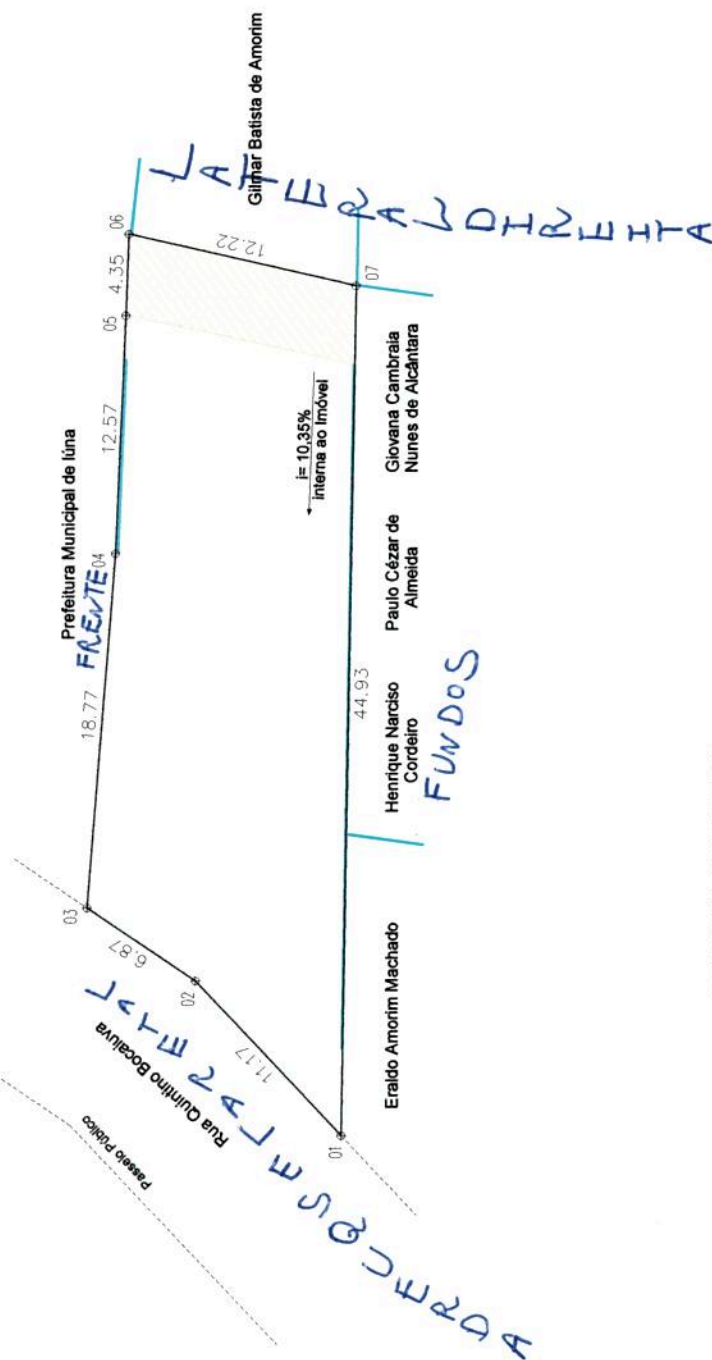 Prefeitura Municipal de Iúna
FRENTE
03
18.77
04
12.57
05
4.35
06
Gilmar Batista de Amorim
LATERAL DIREITA
12.22
07
6.87
02
11.17
01
Rua Quintino Bocaiuva
LATERAL ESQUERDA
Passeio Público
i= 10,35%
interna ao Imóvel
44.93
Eraldo Amorim Machado
Henrique Narciso
Cordeiro
Paulo Cézar de
Almeida
Giovana Cambraia
Nunes de Alcântara
FUNDOS